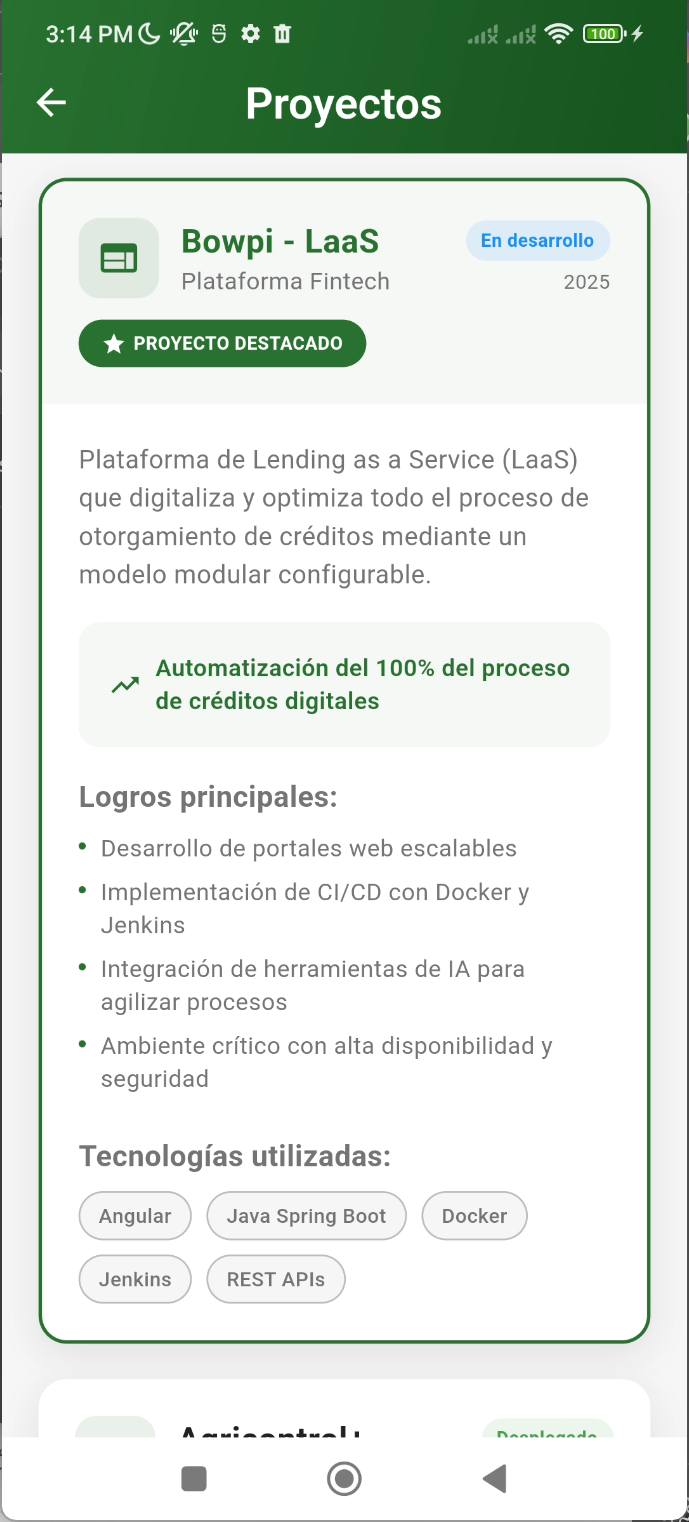 3:14 PM
100
Proyectos
Bowpi - LaaS
En desarrollo
Plataforma Fintech
2025
PROYECTO DESTACADO
Plataforma de Lending as a Service (LaaS)
que digitaliza y optimiza todo el proceso de
otorgamiento de créditos mediante un
modelo modular configurable.
Automatización del 100% del proceso
de créditos digitales
Logros principales:
• Desarrollo de portales web escalables
• Implementación de CI/CD con Docker y
Jenkins
• Integración de herramientas de IA para
agilizar procesos
• Ambiente crítico con alta disponibilidad y
seguridad
Tecnologías utilizadas:
Angular
Java Spring Boot
Docker
Jenkins
REST APIs
Agricontrol+
Desplegado